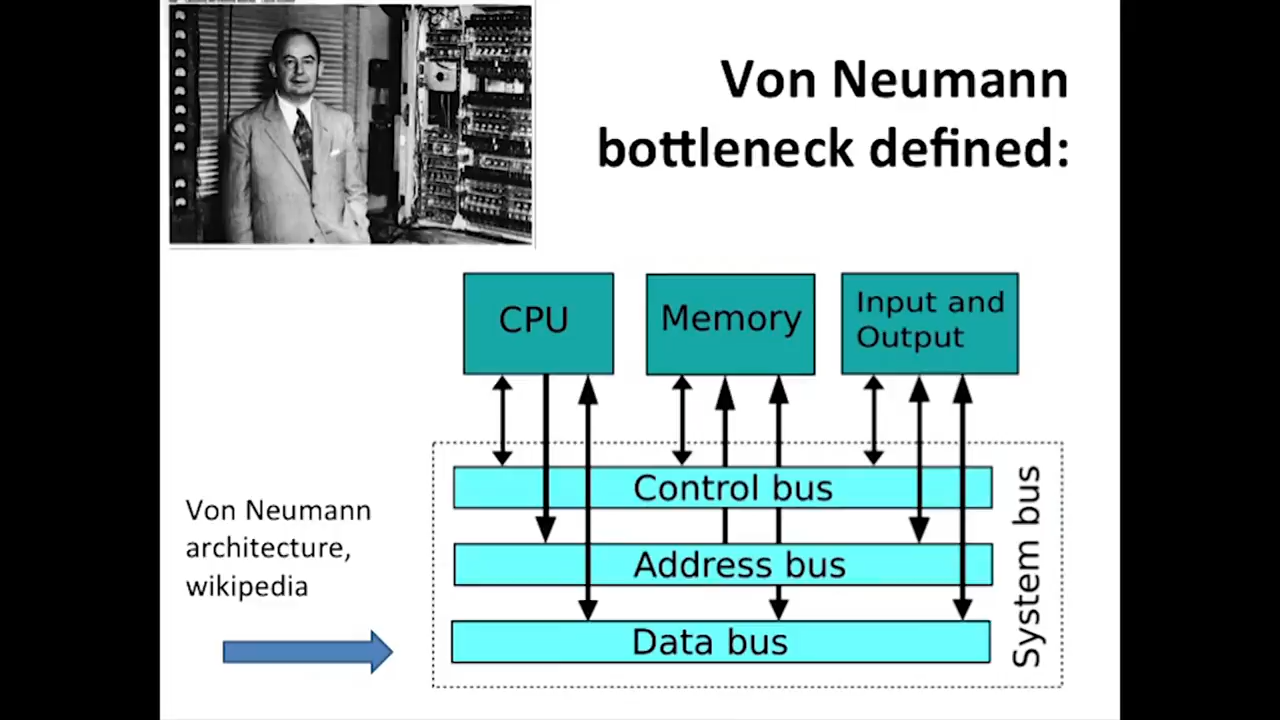 Von Neumann
bottleneck defined:
CPU
Memory
Input and
Output
Control bus
Address bus
Data bus
System bus
Von Neumann
architecture,
wikipedia